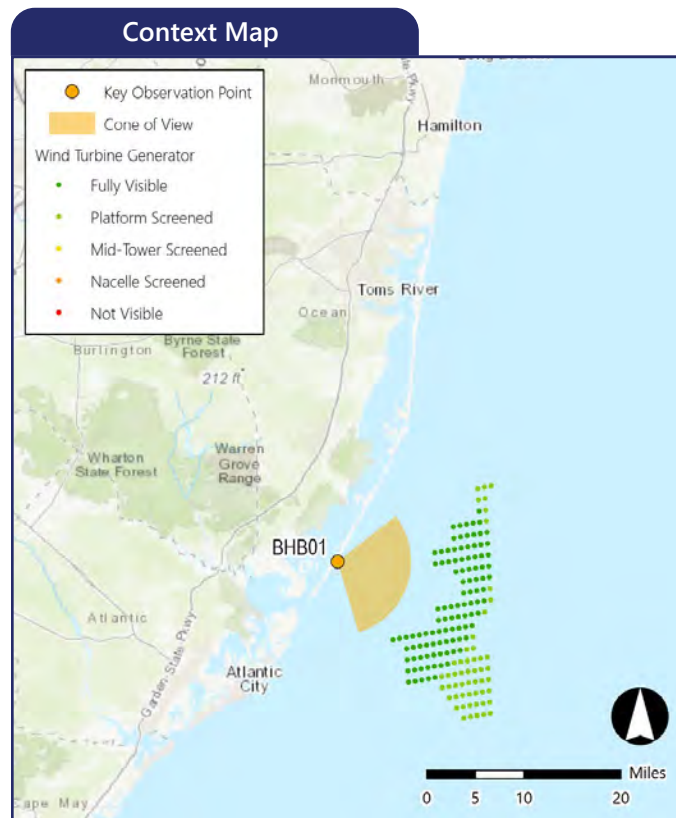 Context Map
Key Observation Point
Cone of View
Wind Turbine Generator
Fully Visible
Platform Screened
Mid-Tower Screened
Nacelle Screened
Not Visible
Monmouth
Pkwy
Hamilton
Toms River
Ocean
Burlington
Byrne State
Forest
212 ft
Wharton
State Forest
Warren
Grove
Range
BHB01
Atlantic
Garden State Pkwy
Atlantic
City
Cape May
Miles
0 5 10 20